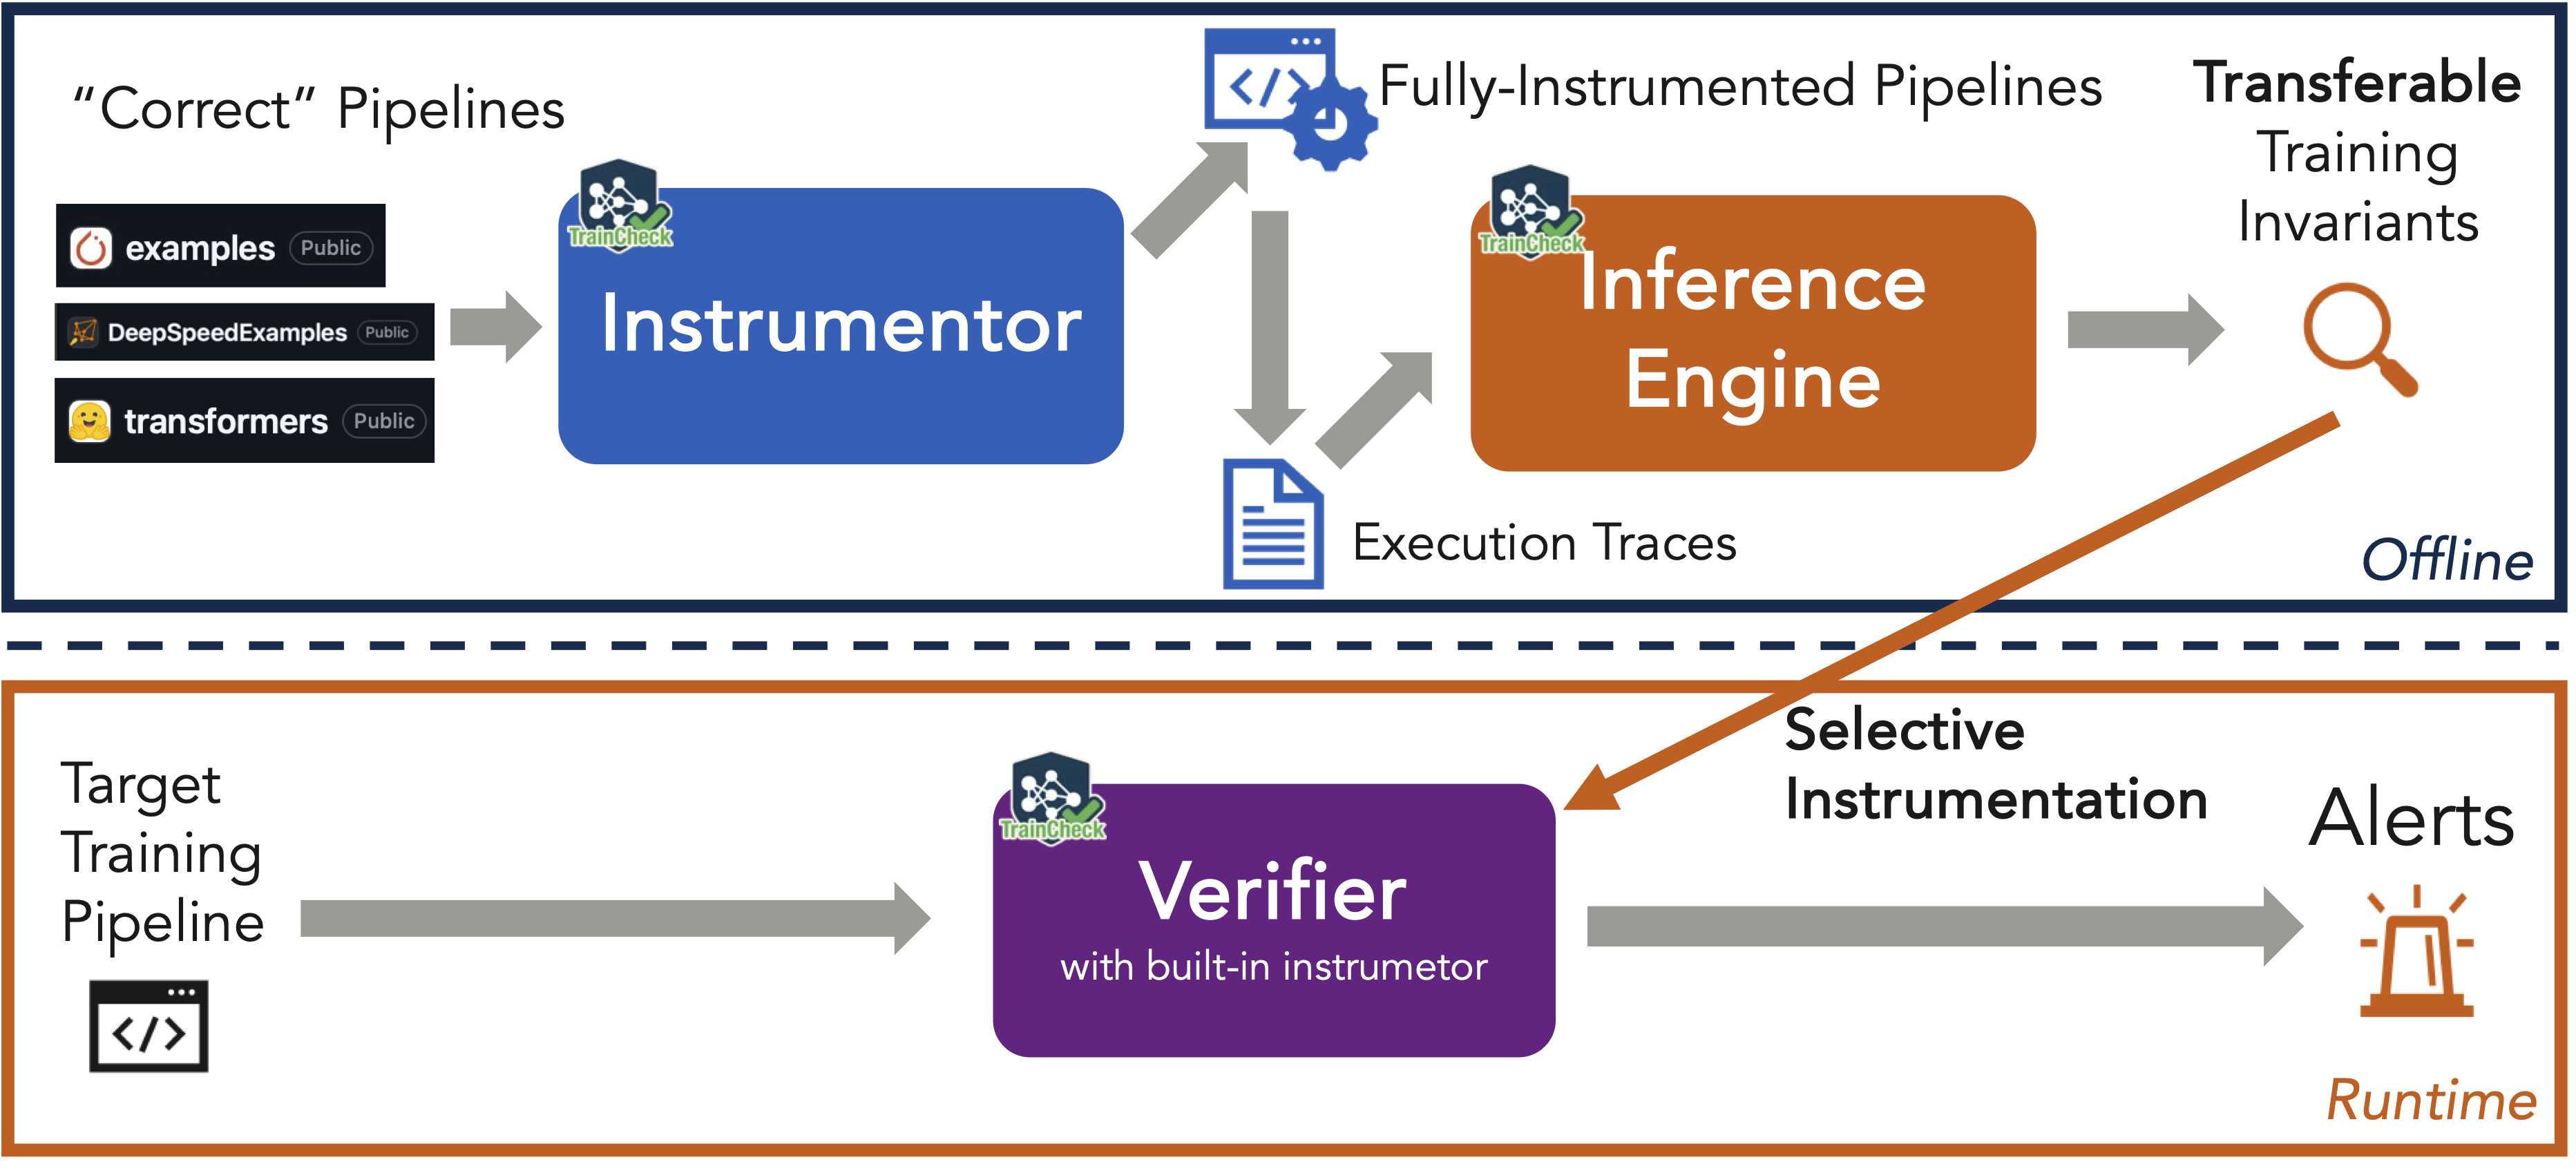 “Correct” Pipelines
examples Public
DeepSpeedExamples Public
transformers Public
TrainCheck
Instrumentor
</>
Fully-Instrumented Pipelines
Execution Traces
TrainCheck
Inference
Engine
Transferable
Training
Invariants
Offline
Target
Training
Pipeline
</>
TrainCheck
Verifier
with built-in instrumetor
Selective
Instrumentation
Alerts
Runtime